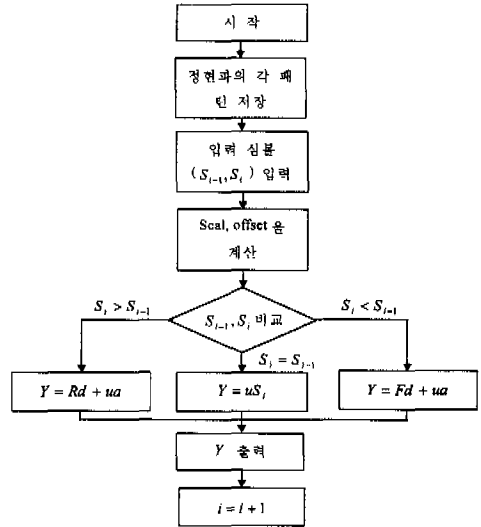 시 작
정현파의 각 패
턴 저장
입력 심볼
( S_{i-1}, S_i ) 입력
Scal, offset 을
계산
S_i > S_{i-1}
S_{i-1}, S_i 비교
S_i < S_{i-1}
S_i = S_{i-1}
Y = Rd + ua
Y = uS_i
Y = Fd + ua
Y 출력
i = i + 1